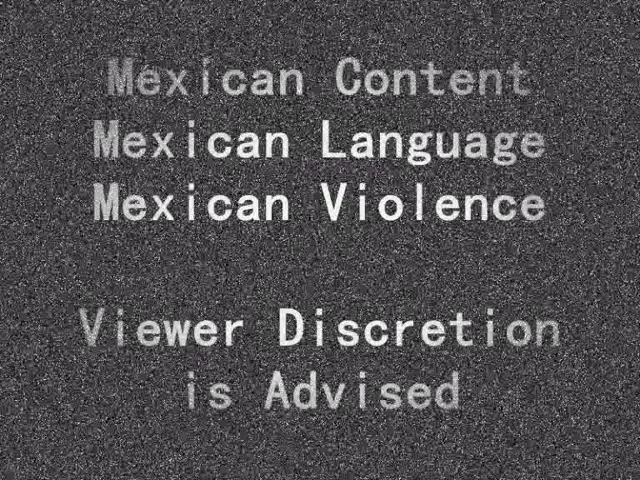 Mexican Content
Mexican Language
Mexican Violence
Viewer Discretion
is Advised